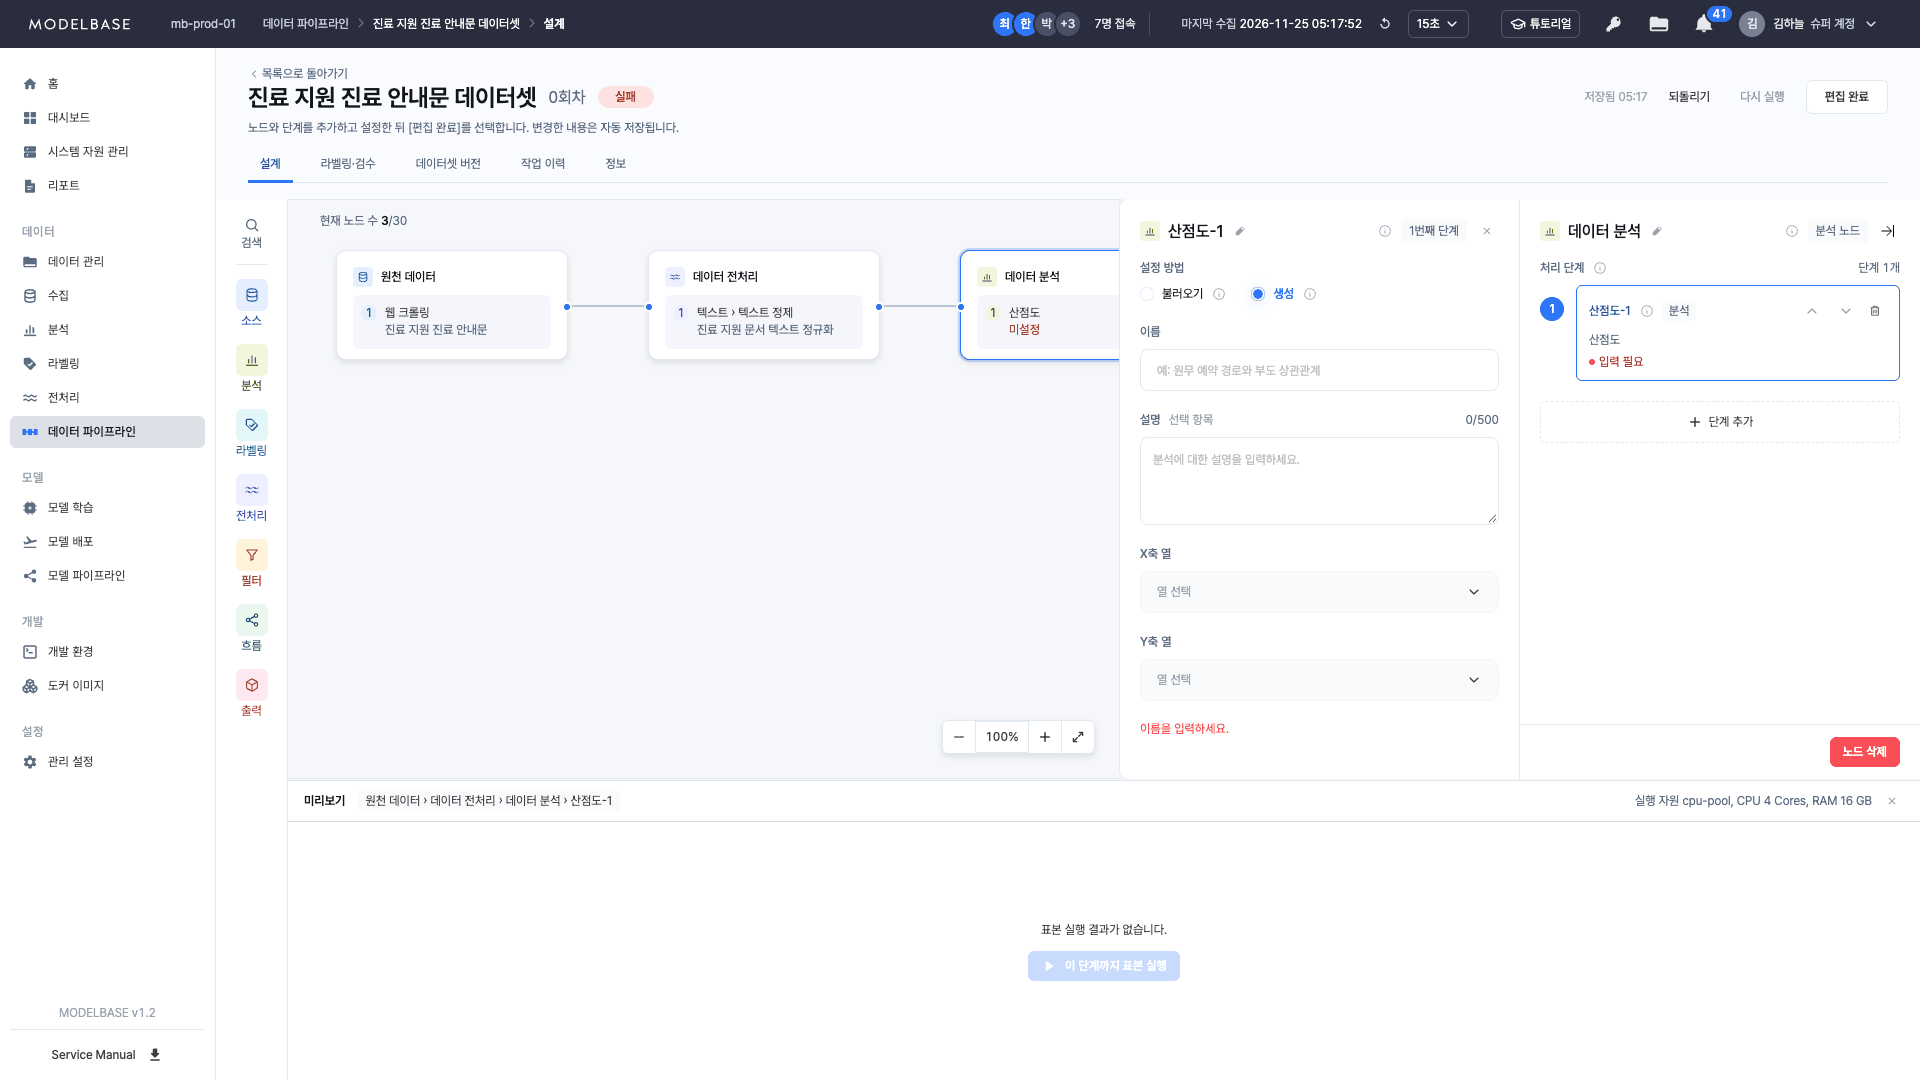 MODELBASE
mb-prod-01
데이터 파이프라인
진료 지원 진료 안내문 데이터셋
설계
최
한
박
+3
7명 접속
마지막 수집 2026-11-25 05:17:52
15초
튜토리얼
41
김
김하늘 슈퍼 계정
홈
대시보드
시스템 자원 관리
리포트
데이터
데이터 관리
수집
분석
라벨링
전처리
데이터 파이프라인
모델
모델 학습
모델 배포
모델 파이프라인
개발
개발 환경
도커 이미지
설정
관리 설정
MODELBASE v1.2
Service Manual
목록으로 돌아가기
진료 지원 진료 안내문 데이터셋 0회차 실패
노드와 단계를 추가하고 설정한 뒤 [편집 완료]를 선택합니다. 변경한 내용은 자동 저장됩니다.
저장됨 05:17
되돌리기
다시 실행
편집 완료
설계
라벨링·검수
데이터셋 버전
작업 이력
정보
검색
소스
분석
라벨링
전처리
필터
흐름
출력
현재 노드 수 3/30
원천 데이터
1 웹 크롤링
진료 지원 진료 안내문
데이터 전처리
1 텍스트 › 텍스트 정제
진료 지원 문서 텍스트 정규화
데이터 분석
1 산점도
미설정
100%
산점도-1
1번째 단계
설정 방법
불러오기
생성
이름
예: 원무 예약 경로와 부도 상관관계
설명 선택 항목
0/500
분석에 대한 설명을 입력하세요.
X축 열
열 선택
Y축 열
열 선택
이름을 입력하세요.
데이터 분석
분석 노드
처리 단계
단계 1개
1
산점도-1
분석
산점도
입력 필요
단계 추가
노드 삭제
미리보기
원천 데이터 › 데이터 전처리 › 데이터 분석 › 산점도-1
실행 자원 cpu-pool, CPU 4 Cores, RAM 16 GB
표본 실행 결과가 없습니다.
이 단계까지 표본 실행